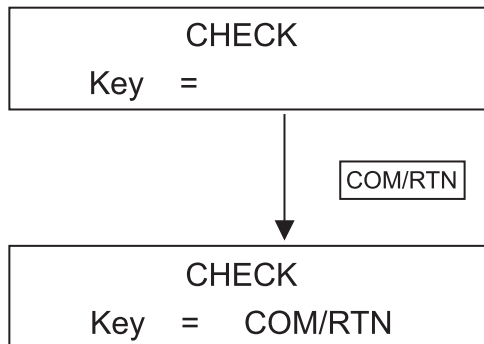 CHECK
Key =
COM/RTN
CHECK
Key = COM/RTN